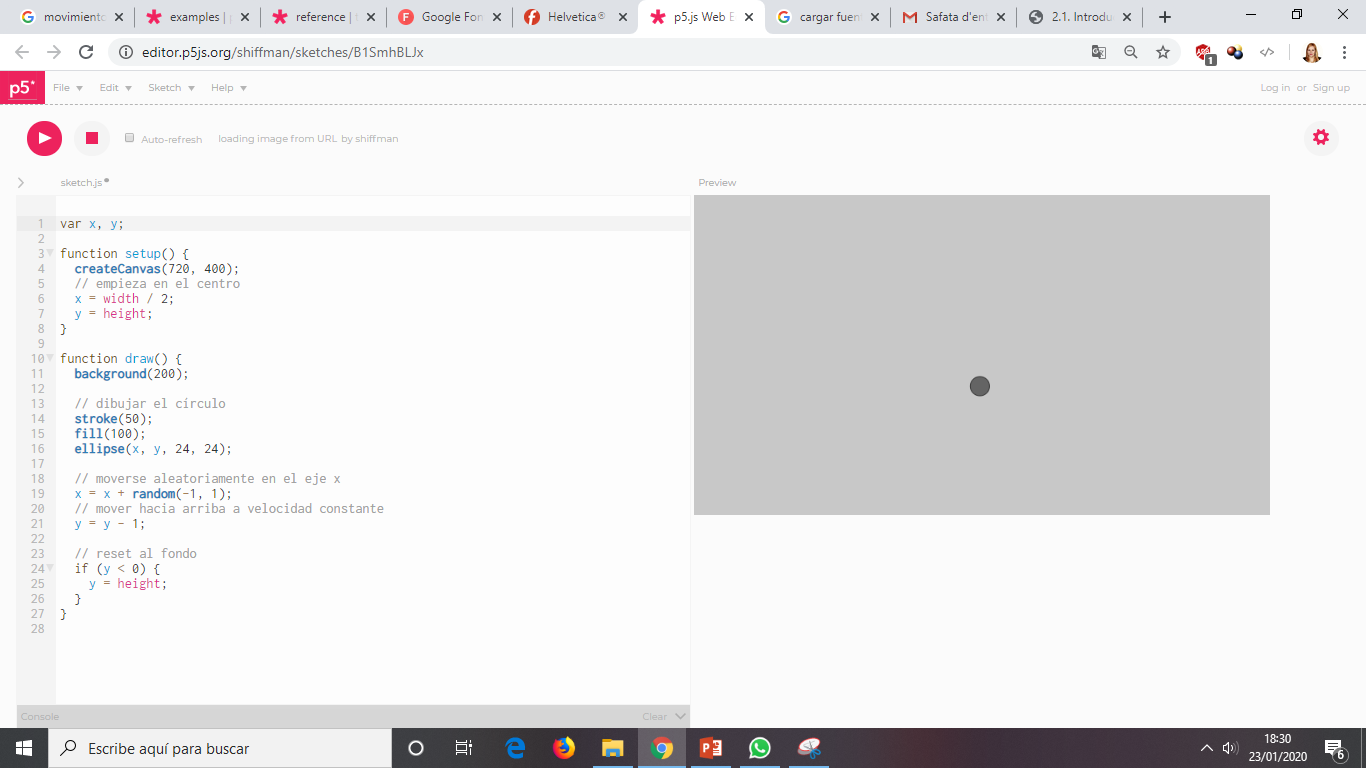 movimiento
examples | p
reference |
Google Fon
Helvetica®
p5.js Web E
cargar fuen
Safata d'ent
2.1. Introdu
editor.p5js.org/shiffman/sketches/B1SmhBLJx
1
p5*
File
Edit
Sketch
Help
Log in or Sign up
Auto-refresh
loading image from URL by shiffman
sketch.js
Preview
1 var x, y;
2
3 function setup() {
4 createCanvas(720, 400);
5 // empieza en el centro
6 x = width / 2;
7 y = height;
8 }
9
10 function draw() {
11 background(200);
12
13 // dibujar el circulo
14 stroke(50);
15 fill(100);
16 ellipse(x, y, 24, 24);
17
18 // moverse aleatoriamente en el eje x
19 x = x + random(-1, 1);
20 // mover hacia arriba a velocidad constante
21 y = y - 1;
22
23 // reset al fondo
24 if (y < 0) {
25 y = height;
26 }
27 }
28
Console
Clear
Escribe aquí para buscar
18:30
23/01/2020
6